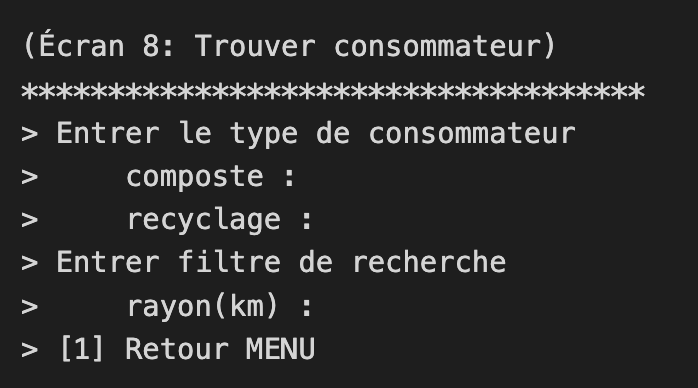 (Écran 8: Trouver consommateur)
************************************
> Entrer le type de consommateur
>     composte :
>     recyclage :
> Entrer filtre de recherche
>     rayon(km) :
> [1] Retour MENU